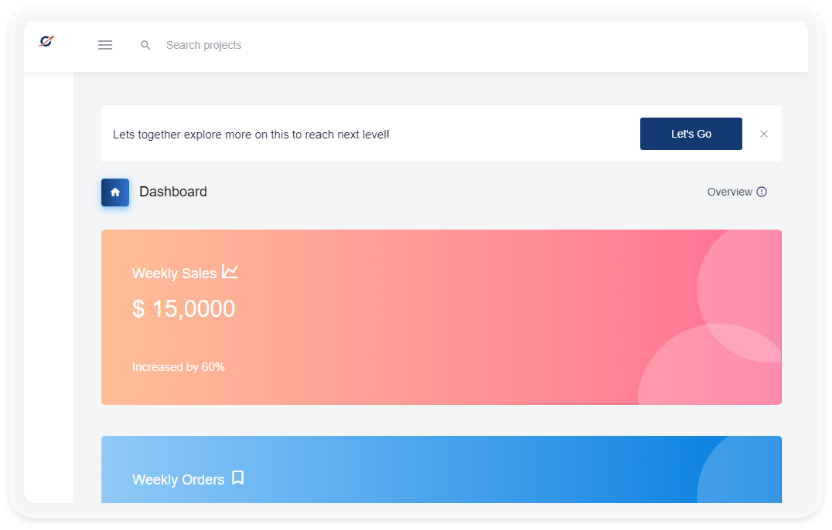 Search projects
Lets together explore more on this to reach next level!
Let's Go
Dashboard
Overview
Weekly Sales
$ 15,0000
Increased by 60%
Weekly Orders